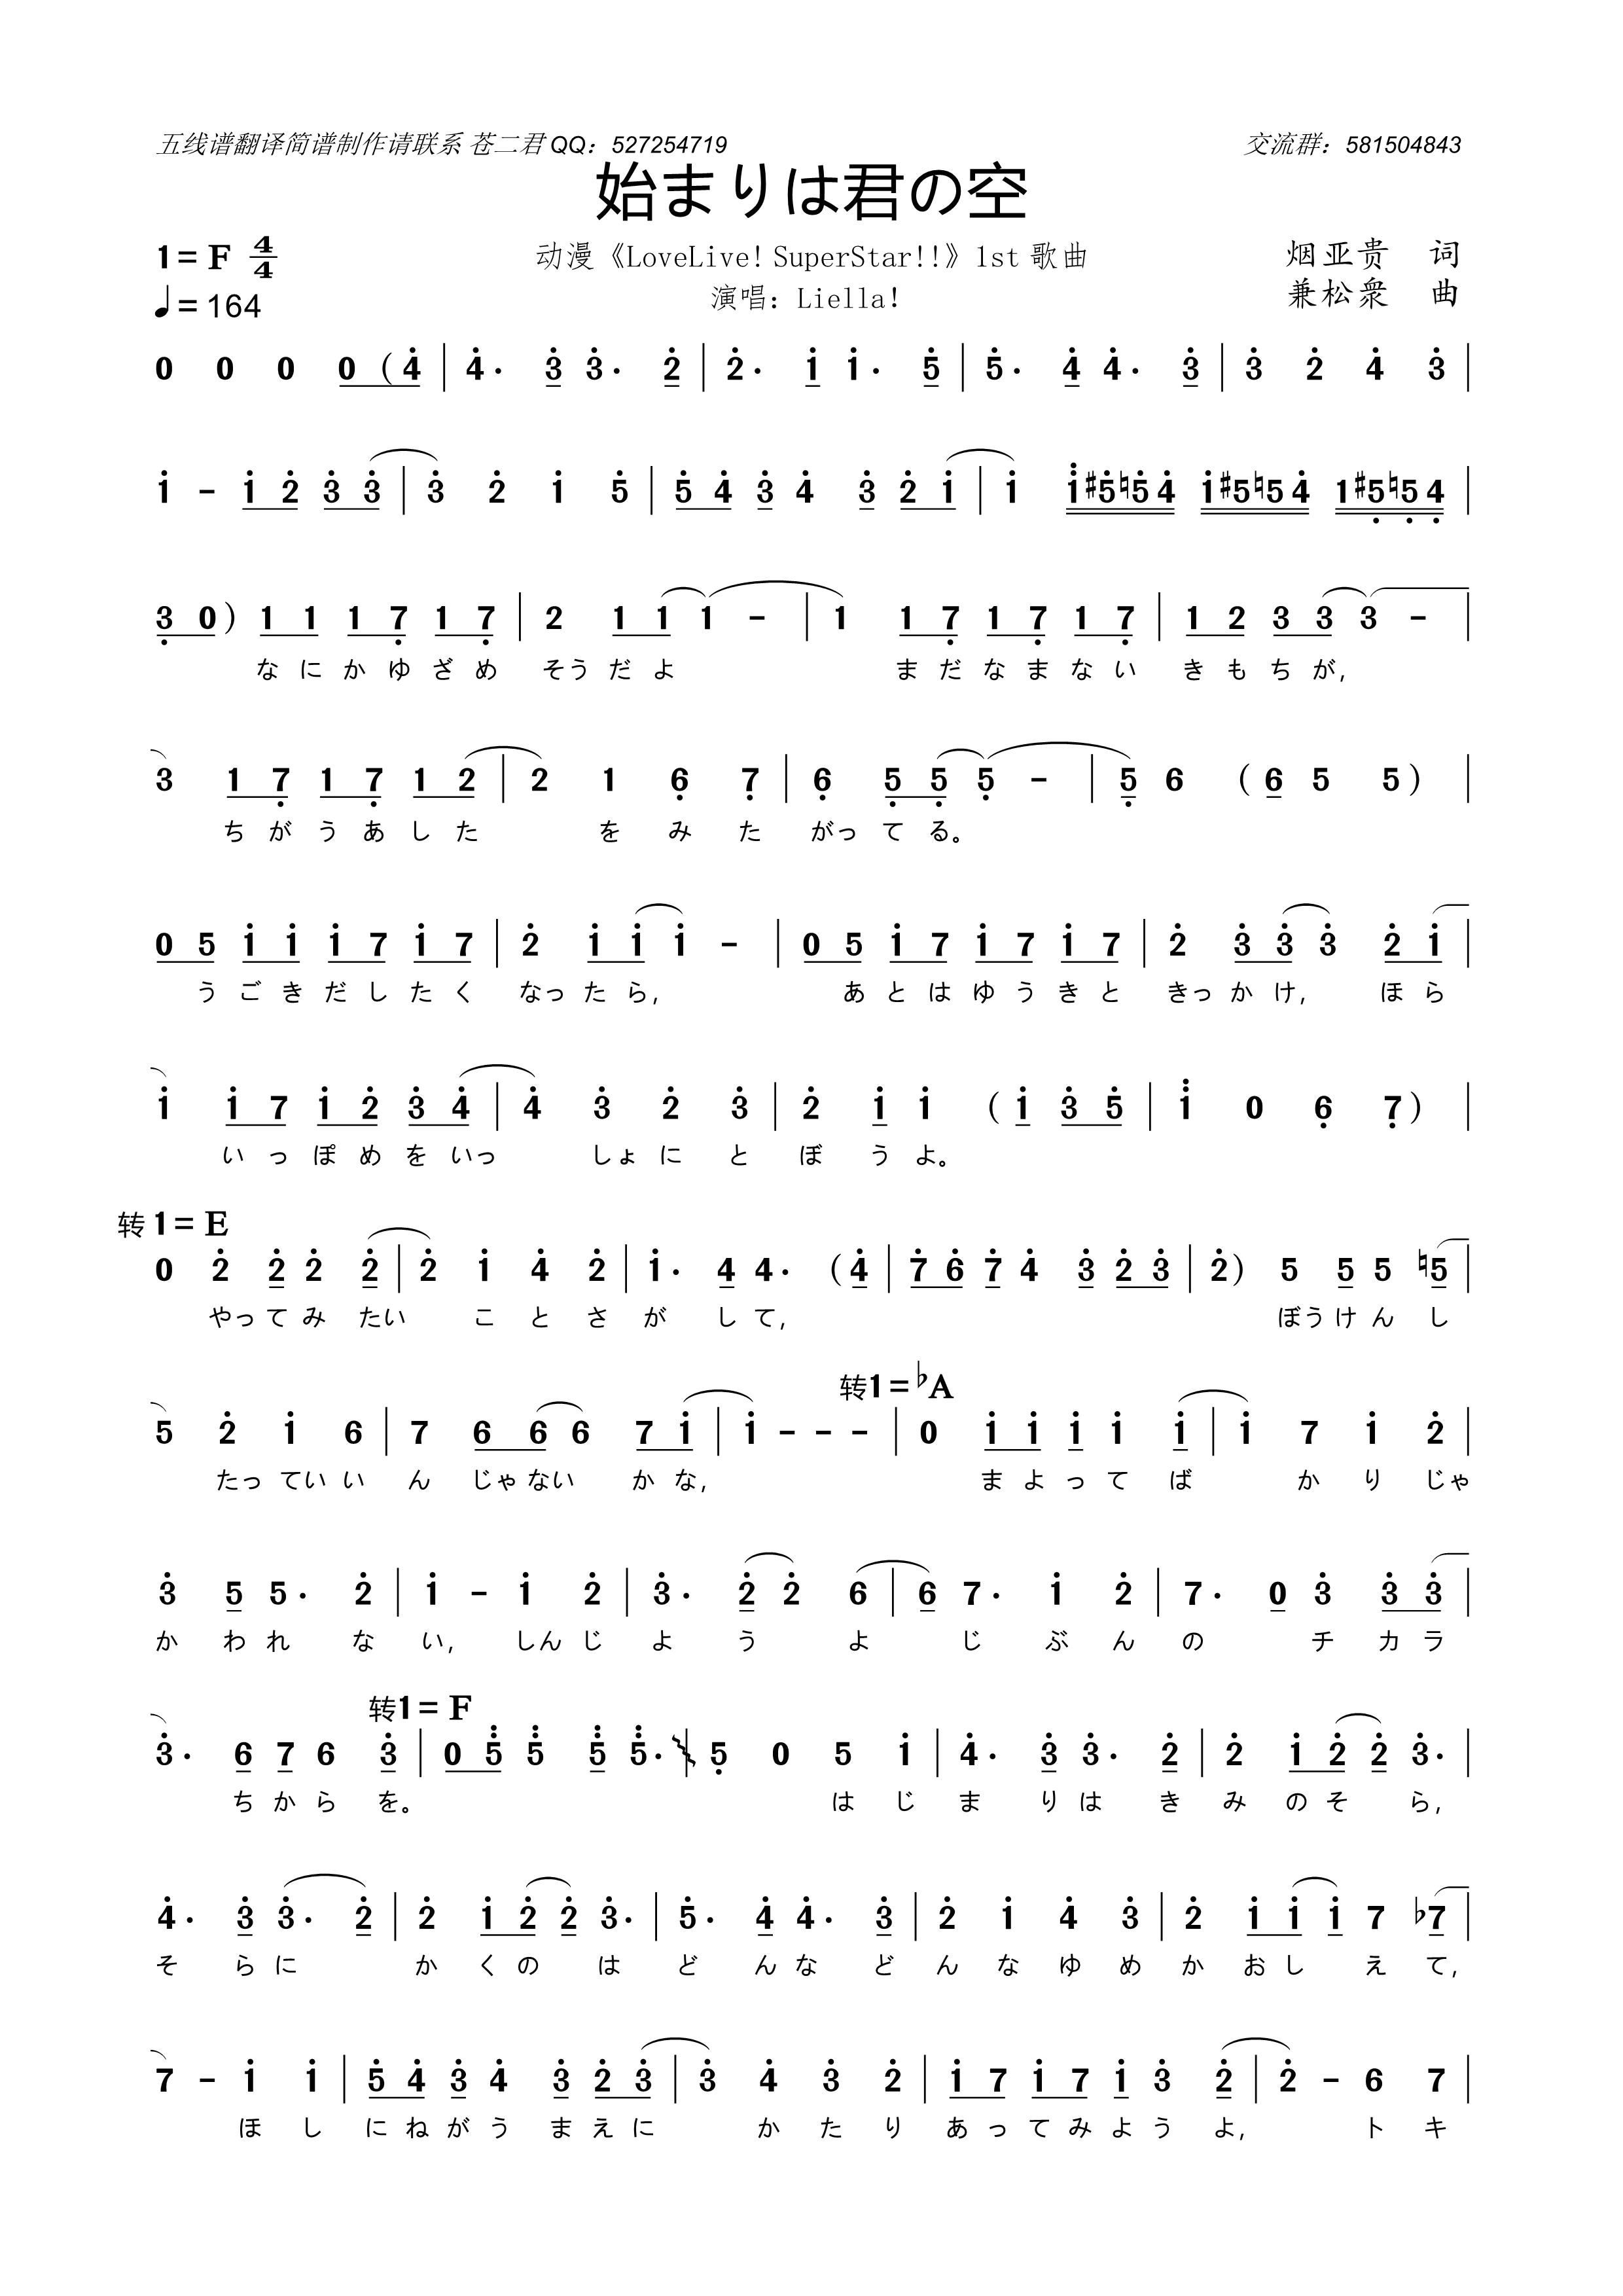 五线谱翻译简谱制作请联系 苍二君 QQ：527254719 交流群：581504843
始まりは君の空
1= F 4/4 动漫《LoveLive! SuperStar!!》1st 歌曲 烟亚贵 词
♩= 164 演唱：Liella! 兼松衆 曲
0 0 0 0 (4 | 4· 3 3· 2 | 2· 1 1· 5 | 5· 4 4· 3 | 3 2 4 3 |
1 - 1 2 3 3 | 3 2 1 5 | 5 4 3 4 3 2 1 | 1 1 #5 ♮5 4 1 #5 ♮5 4 1 #5 ♮5 4 |
3 0) 1 1 1 7 1 7 | 2 1 1 1 - | 1 1 7 1 7 1 7 | 1 2 3 3 3 - |
なにかゆざめ そうだよ まだなまない きもちが,
3 1 7 1 7 1 2 | 2 1 6 7 | 6 5 5 5 - | 5 6 (6 5 5) |
ちがうあした をみた がってる。
0 5 1 1 1 7 1 7 | 2 1 1 1 - | 0 5 1 7 1 7 1 7 | 2 3 3 3 2 1 |
うごきだしたく なったら, あとはゆうきと きっかけ, ほら
1 1 7 1 2 3 4 | 4 3 2 3 | 2 1 1 (1 3 5 | 1 0 6 7) |
いっぽめをいっ しょにと ぼうよ。
转 1= E
0 2 2 2 2 | 2 1 4 2 | 1· 4 4· (4 | 7 6 7 4 3 2 3 | 2) 5 5 5 ♮5 |
やってみ たい ことさ が して, ぼうけん し
转1=♭A
5 2 1 6 | 7 6 6 6 7 1 | 1 - - - | 0 1 1 1 1 1 | 1 7 1 2 |
たっ ていい ん じゃない かな, まよって ば かりじゃ
3 5 5· 2 | 1 - 1 2 | 3· 2 2 6 | 6 7· 1 2 | 7· 0 3 3 3 |
か われ な い, しんじ よ う よ じ ぶん の チ カラ
转1= F
3· 6 7 6 3 | 0 5 5 5 5· | 5 0 5 1 | 4· 3 3· 2 | 2 1 2 2 3· |
ちから を。 はじ ま りは き み のそ ら,
4· 3 3· 2 | 2 1 2 2 3· | 5· 4 4· 3 | 2 1 4 3 | 2 1 1 1 7 ♭7 |
そ らに か くの は ど んな ど んなゆめ か おし え て,
7 - 1 1 | 5 4 3 4 3 2 3 | 3 4 3 2 | 1 7 1 7 1 3 2 | 2 - 6 7 |
ほし にねがう まえに かたり あってみよう よ, トキ